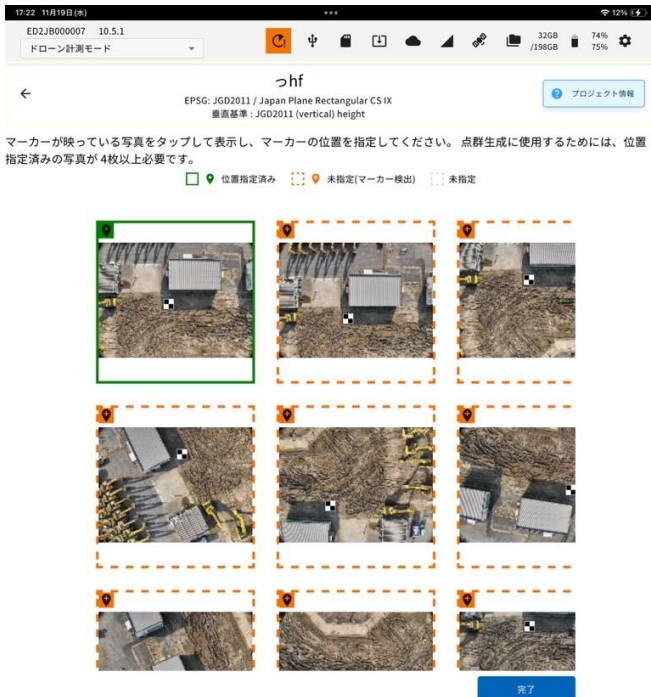 17:22 11月19日(水)
12%
ED2JB000007 10.5.1
ドローン計測モード
32GB
/198GB
74%
75%
っhf
EPSG: JGD2011 / Japan Plane Rectangular CS IX
垂直基準 : JGD2011 (vertical) height
プロジェクト情報
マーカーが映っている写真をタップして表示し、マーカーの位置を指定してください。 点群生成に使用するためには、位置
指定済みの写真が 4枚以上必要です。
位置指定済み
未指定(マーカー検出)
未指定
完了